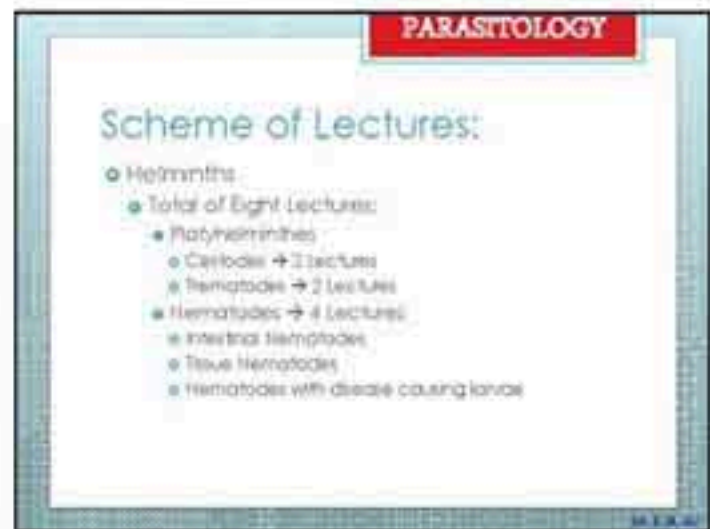 PARASITOLOGY
Scheme of Lectures:
Helminths
Total of Eight Lectures:
Platyhelminthes
Cestodes → 2 Lectures
Trematodes → 2 Lectures
Nematodes → 4 Lectures:
Intestinal Nematodes
Tissue Nematodes
Nematodes with disease causing larvae